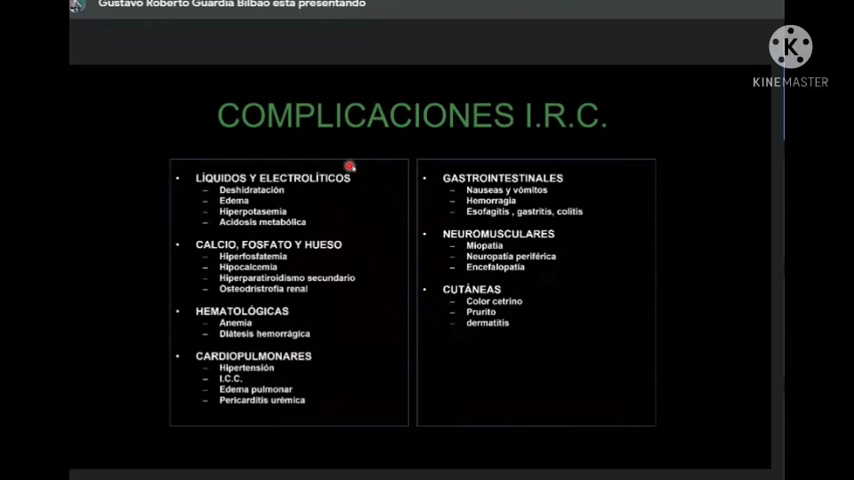 Gustavo Roberto Guardia Bilbao está presentando
K
KINEMASTER
COMPLICACIONES I.R.C.
• LÍQUIDOS Y ELECTROLÍTICOS
– Deshidratación
– Edema
– Hiperpotasemia
– Acidosis metabólica
• CALCIO, FOSFATO Y HUESO
– Hiperfosfatemia
– Hipocalcemia
– Hiperparatiroidismo secundario
– Osteodristrofia renal
• HEMATOLÓGICAS
– Anemia
– Diátesis hemorrágica
• CARDIOPULMONARES
– Hipertensión
– I.C.C.
– Edema pulmonar
– Pericarditis urémica
• GASTROINTESTINALES
– Nauseas y vómitos
– Hemorragia
– Esofagitis , gastritis, colitis
• NEUROMUSCULARES
– Miopatía
– Neuropatía periférica
– Encefalopatía
• CUTÁNEAS
– Color cetrino
– Prurito
– dermatitis